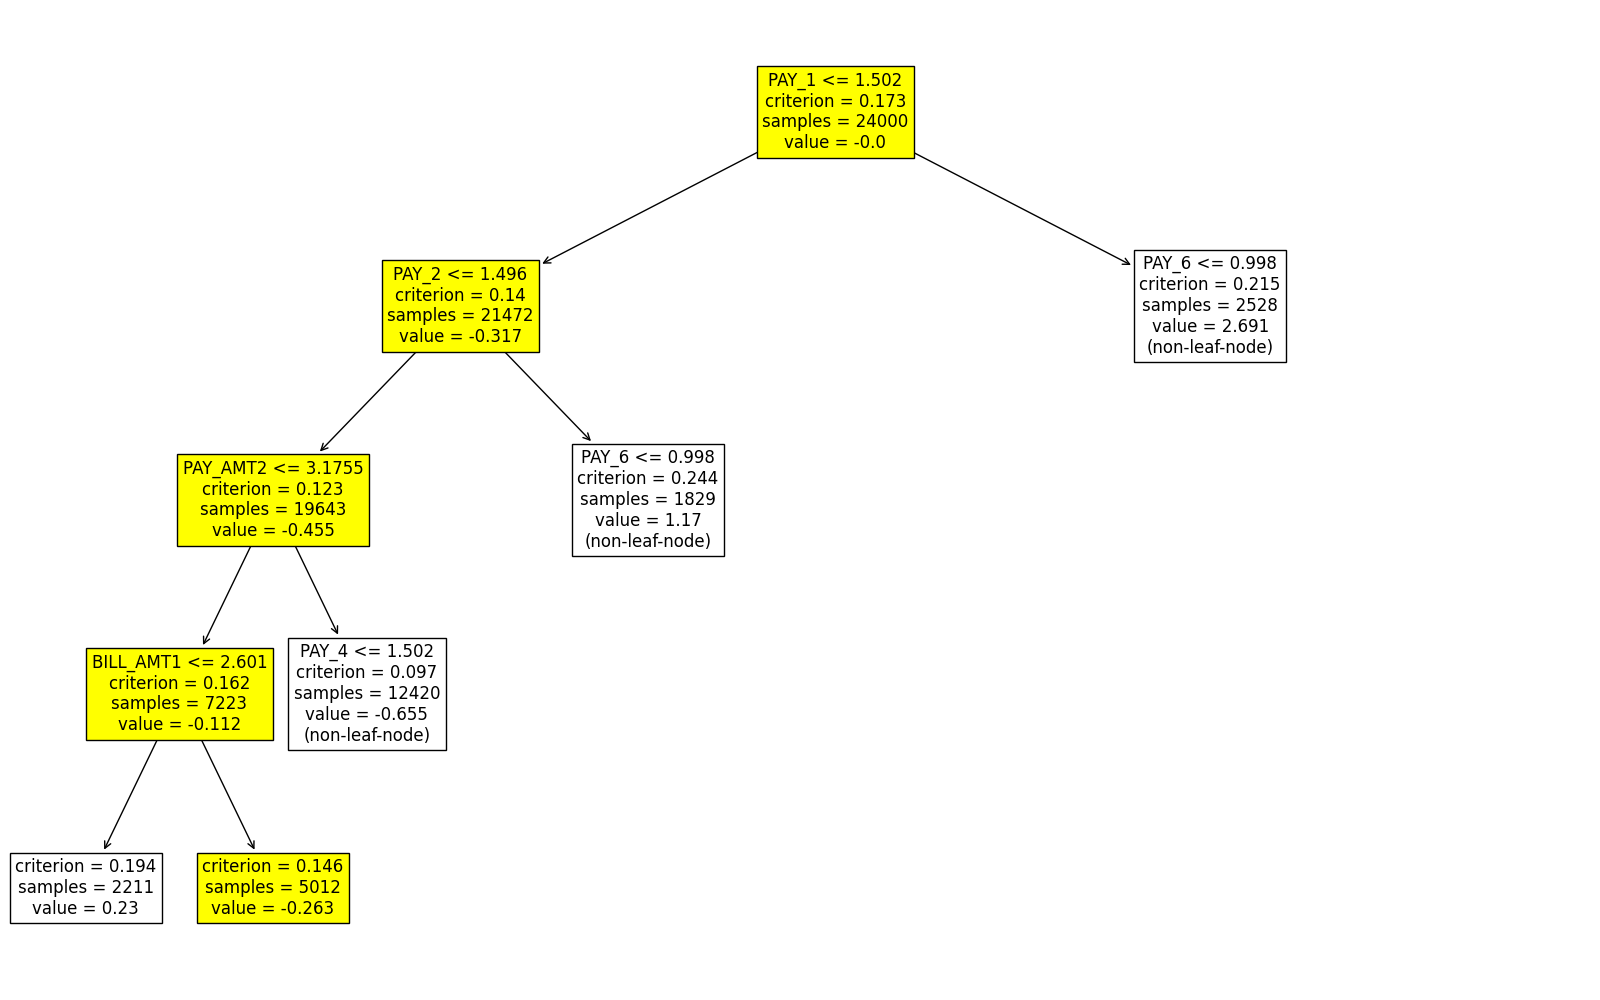 PAY_1 <= 1.502
criterion = 0.173
samples = 24000
value = -0.0
PAY_2 <= 1.496
criterion = 0.14
samples = 21472
value = -0.317
PAY_6 <= 0.998
criterion = 0.215
samples = 2528
value = 2.691
(non-leaf-node)
PAY_AMT2 <= 3.1755
criterion = 0.123
samples = 19643
value = -0.455
PAY_6 <= 0.998
criterion = 0.244
samples = 1829
value = 1.17
(non-leaf-node)
BILL_AMT1 <= 2.601
criterion = 0.162
samples = 7223
value = -0.112
PAY_4 <= 1.502
criterion = 0.097
samples = 12420
value = -0.655
(non-leaf-node)
criterion = 0.194
samples = 2211
value = 0.23
criterion = 0.146
samples = 5012
value = -0.263